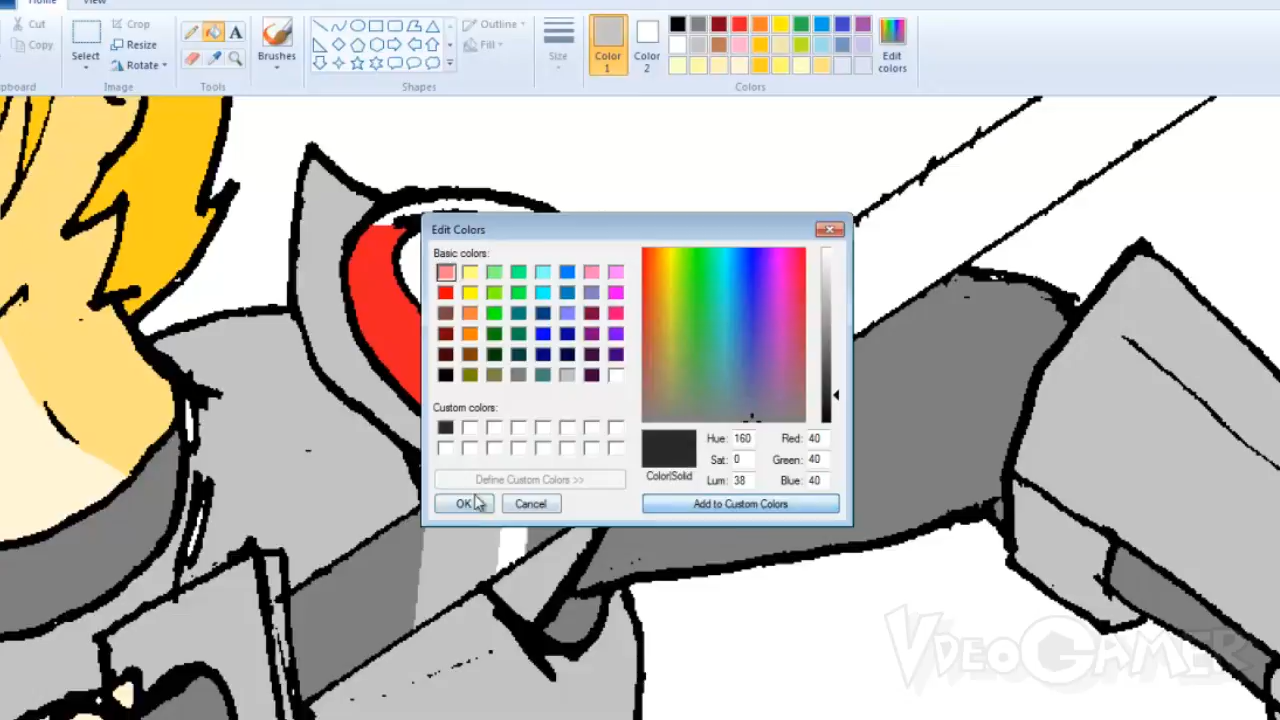 Home View
Cut
Copy
pboard
Select
Crop
Resize
Rotate
Image
A
Tools
Brushes
Outline
Fill
Shapes
Size
Color 1
Color 2
Edit colors
Colors
Edit Colors
Basic colors:
Custom colors:
Define Custom Colors >>
OK
Cancel
Color|Solid
Hue: 160
Sat: 0
Lum: 38
Red: 40
Green: 40
Blue: 40
Add to Custom Colors
VDEOGAMER